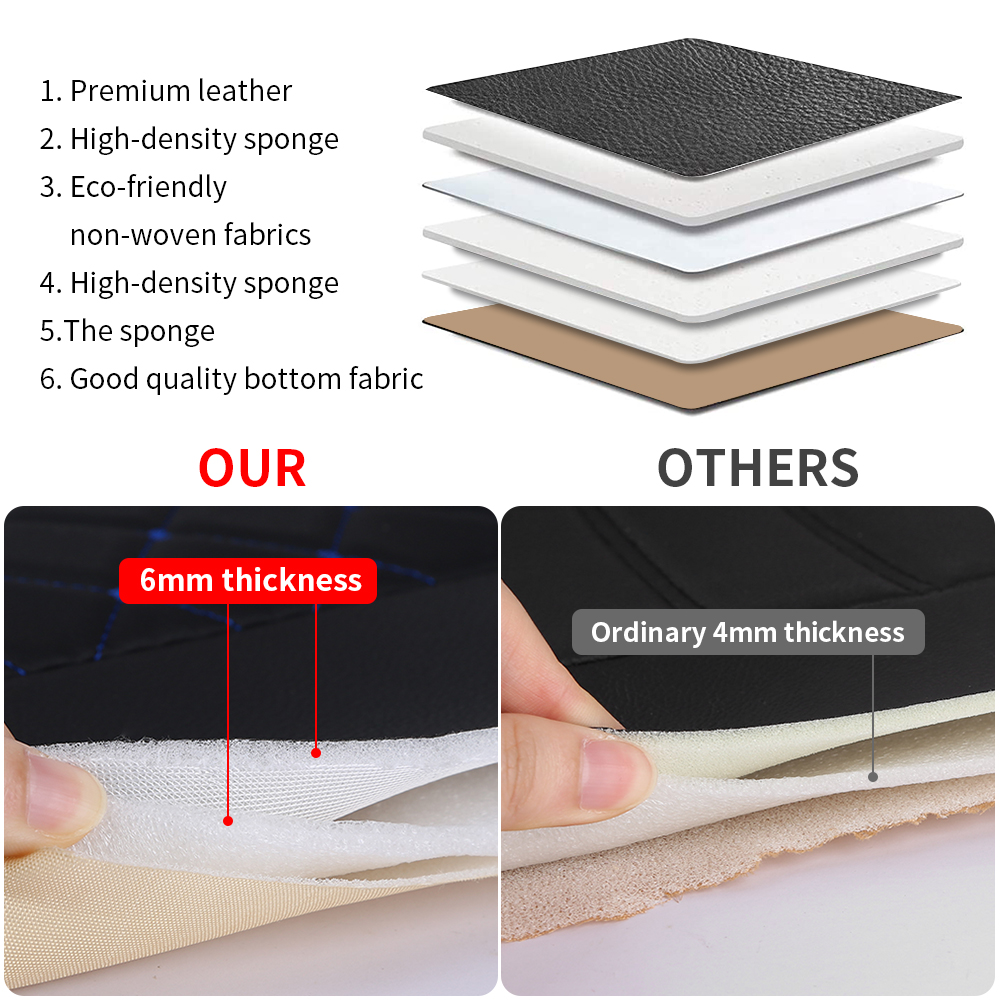 1. Premium leather
2. High-density sponge
3. Eco-friendly
non-woven fabrics
4. High-density sponge
5.The sponge
6. Good quality bottom fabric
OUR
OTHERS
6mm thickness
Ordinary 4mm thickness